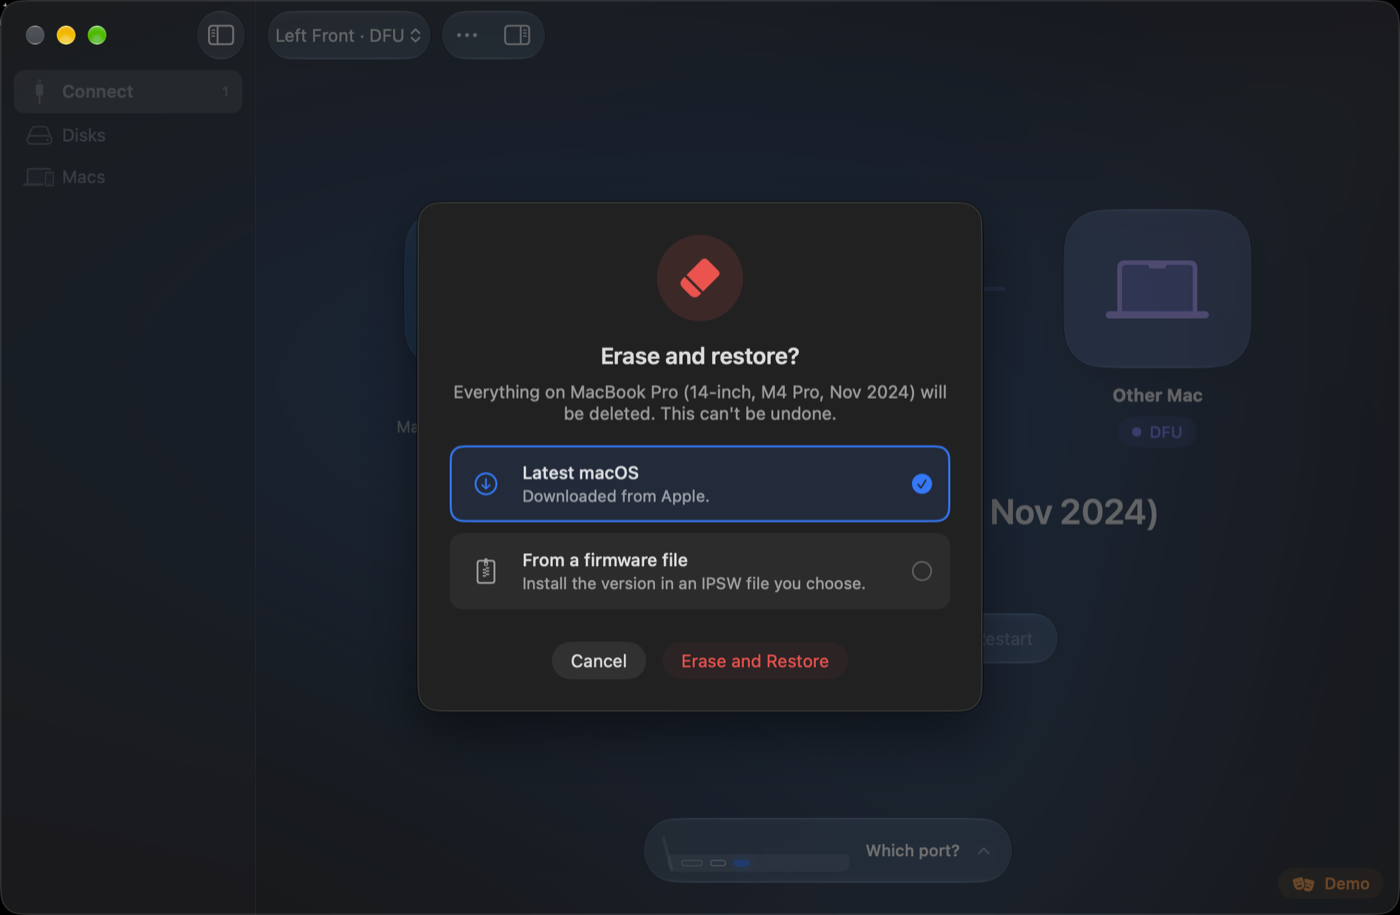 Left Front · DFU
Connect 1
Disks
Macs
Erase and restore?
Everything on MacBook Pro (14-inch, M4 Pro, Nov 2024) will
be deleted. This can't be undone.
Latest macOS
Downloaded from Apple.
From a firmware file
Install the version in an IPSW file you choose.
Cancel
Erase and Restore
Other Mac
DFU
Nov 2024)
Which port?
Demo